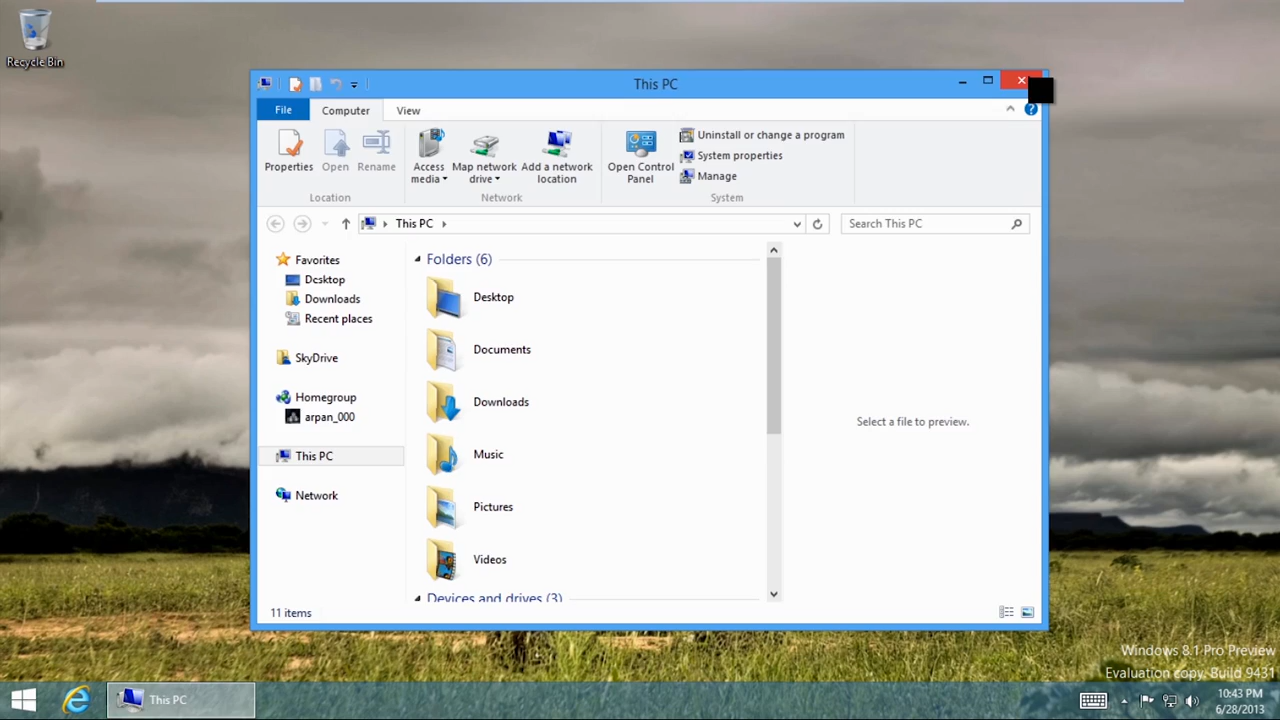 Recycle Bin
This PC
File
Computer
View
Properties
Open
Rename
Access media
Map network drive
Add a network location
Open Control Panel
Uninstall or change a program
System properties
Manage
Location
Network
System
This PC
Search This PC
Favorites
Desktop
Downloads
Recent places
SkyDrive
Homegroup
arpan_000
This PC
Network
Folders (6)
Desktop
Documents
Downloads
Music
Pictures
Videos
Devices and drives (3)
Select a file to preview.
11 items
Windows 8.1 Pro Preview
Evaluation copy. Build 9431
This PC
10:43 PM
6/28/2013